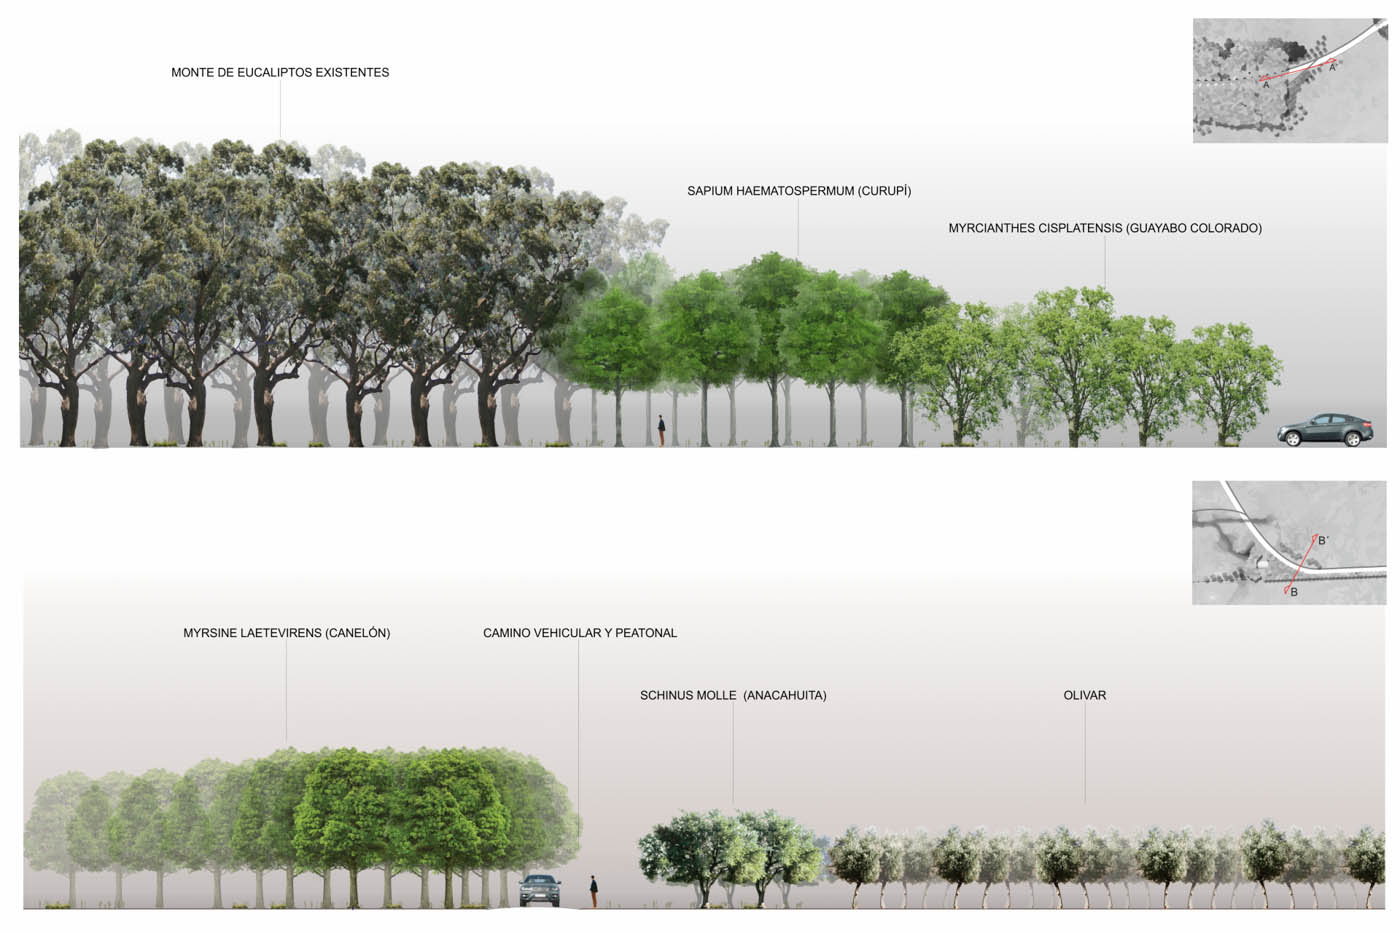 MONTE DE EUCALIPTOS EXISTENTES
A
A´
SAPIUM HAEMATOSPERMUM (CURUPÍ)
MYRCIANTHES CISPLATENSIS (GUAYABO COLORADO)
B´
B
MYRSINE LAETEVIRENS (CANELÓN)
CAMINO VEHICULAR Y PEATONAL
SCHINUS MOLLE (ANACAHUITA)
OLIVAR